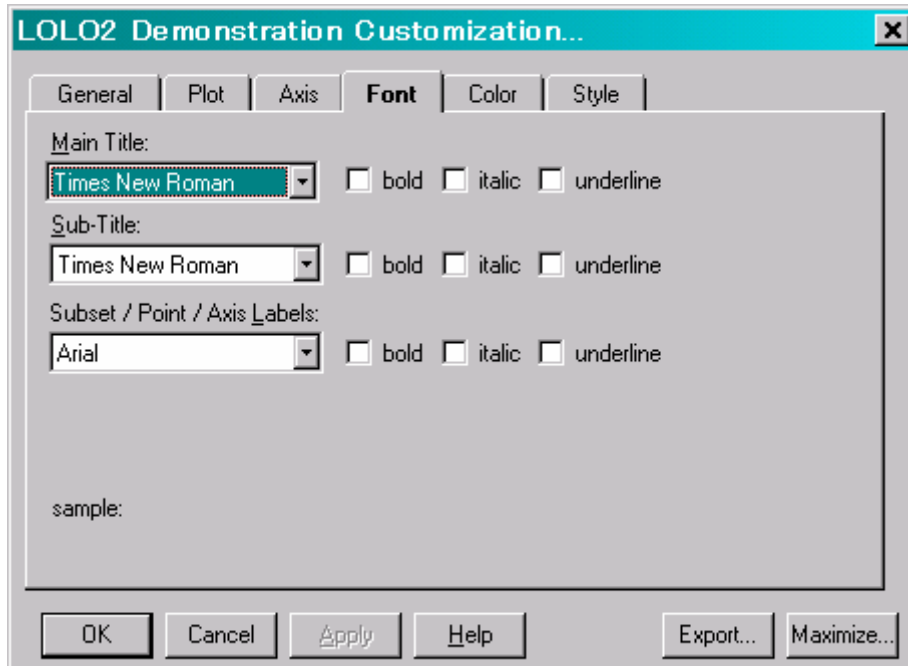 LOLO2 Demonstration Customization...
General Plot Axis Font Color Style
Main Title:
Times New Roman bold italic underline
Sub-Title:
Times New Roman bold italic underline
Subset / Point / Axis Labels:
Arial bold italic underline
sample:
OK Cancel Apply Help Export... Maximize...